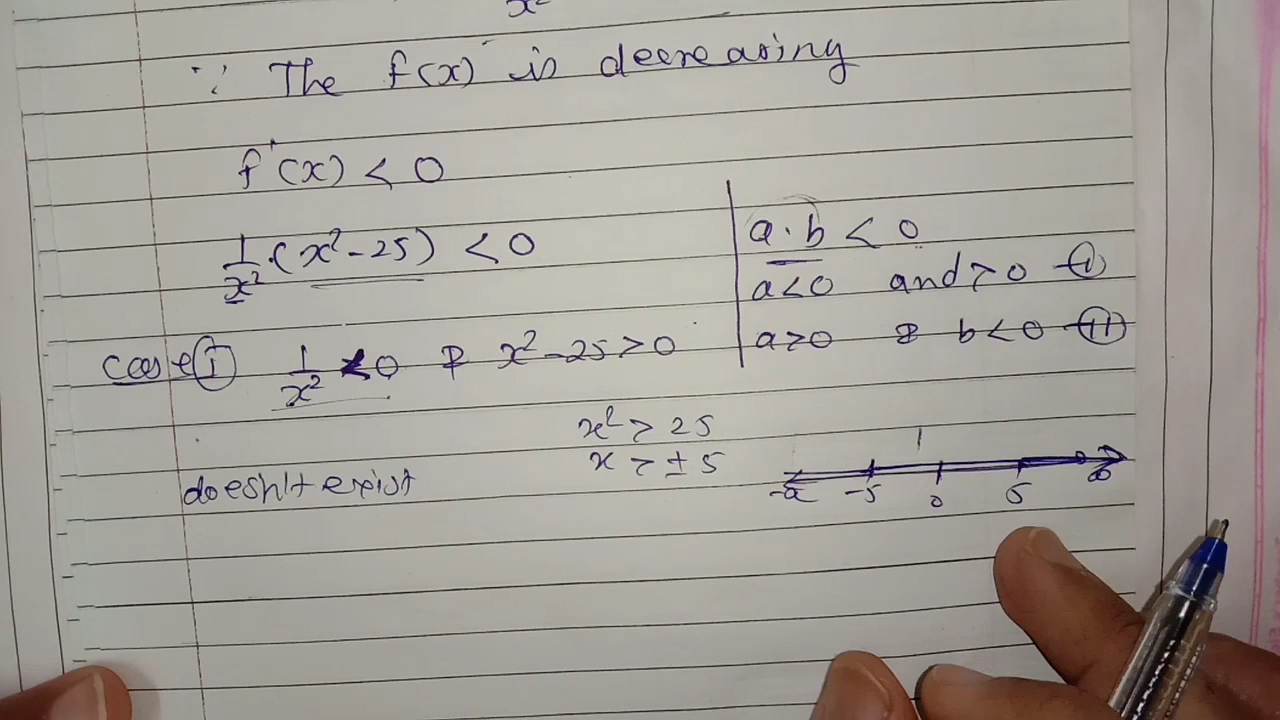 x²
∵ The f(x) is decreasing
f'(x) < 0
1/x² · (x² - 25) < 0
a · b < 0
a < 0 and > 0 - (i)
a > 0 & b < 0 - (ii)
case (i) 1/x² < 0 & x² - 25 > 0
x² > 25
x > ± 5
doesn't exist
-5 0 5 ∞